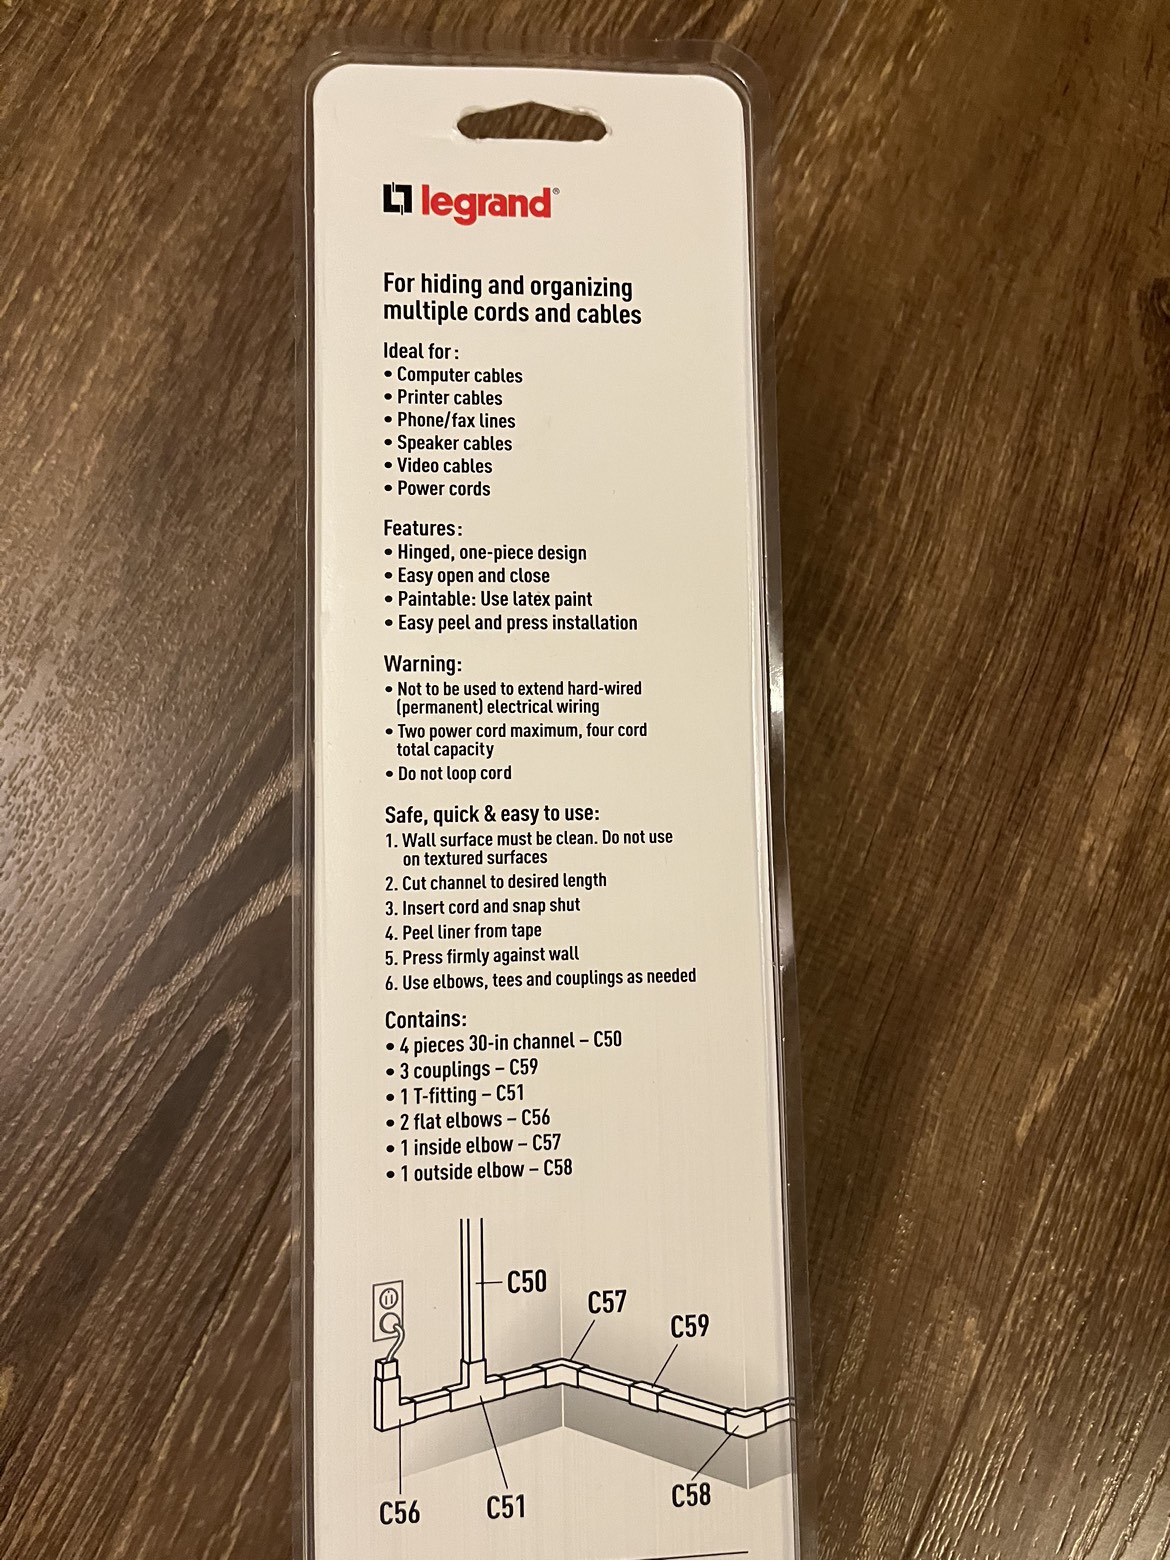 legrand®
For hiding and organizing
multiple cords and cables
Ideal for:
• Computer cables
• Printer cables
• Phone/fax lines
• Speaker cables
• Video cables
• Power cords
Features:
• Hinged, one-piece design
• Easy open and close
• Paintable: Use latex paint
• Easy peel and press installation
Warning:
• Not to be used to extend hard-wired
(permanent) electrical wiring
• Two power cord maximum, four cord
total capacity
• Do not loop cord
Safe, quick & easy to use:
1. Wall surface must be clean. Do not use
on textured surfaces
2. Cut channel to desired length
3. Insert cord and snap shut
4. Peel liner from tape
5. Press firmly against wall
6. Use elbows, tees and couplings as needed
Contains:
• 4 pieces 30-in channel – C50
• 3 couplings – C59
• 1 T-fitting – C51
• 2 flat elbows – C56
• 1 inside elbow – C57
• 1 outside elbow – C58
C50
C57
C59
C56
C51
C58